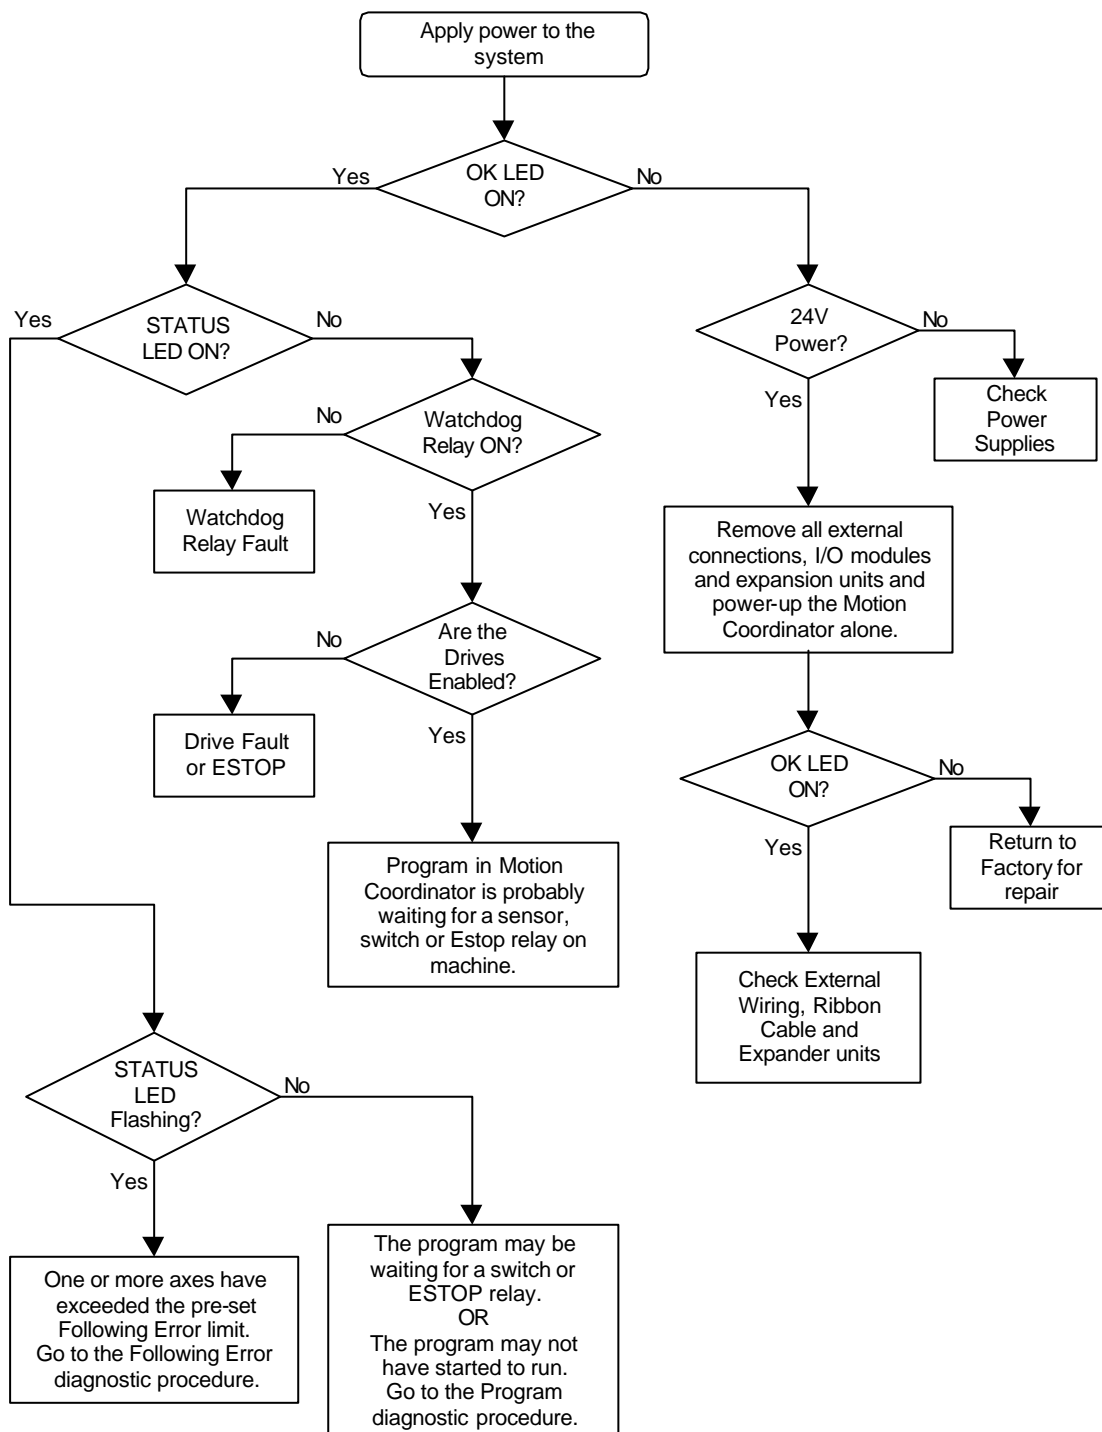 Apply power to the
system
OK LED
ON?
Yes
No
STATUS
LED ON?
Yes
No
24V
Power?
No
Yes
Check
Power
Supplies
Watchdog
Relay ON?
No
Yes
Watchdog
Relay Fault
Remove all external
connections, I/O modules
and expansion units and
power-up the Motion
Coordinator alone.
Are the
Drives
Enabled?
No
Yes
Drive Fault
or ESTOP
OK LED
ON?
No
Yes
Return to
Factory for
repair
Program in Motion
Coordinator is probably
waiting for a sensor,
switch or Estop relay on
machine.
Check External
Wiring, Ribbon
Cable and
Expander units
STATUS
LED
Flashing?
No
Yes
One or more axes have
exceeded the pre-set
Following Error limit.
Go to the Following Error
diagnostic procedure.
The program may be
waiting for a switch or
ESTOP relay.
OR
The program may not
have started to run.
Go to the Program
diagnostic procedure.